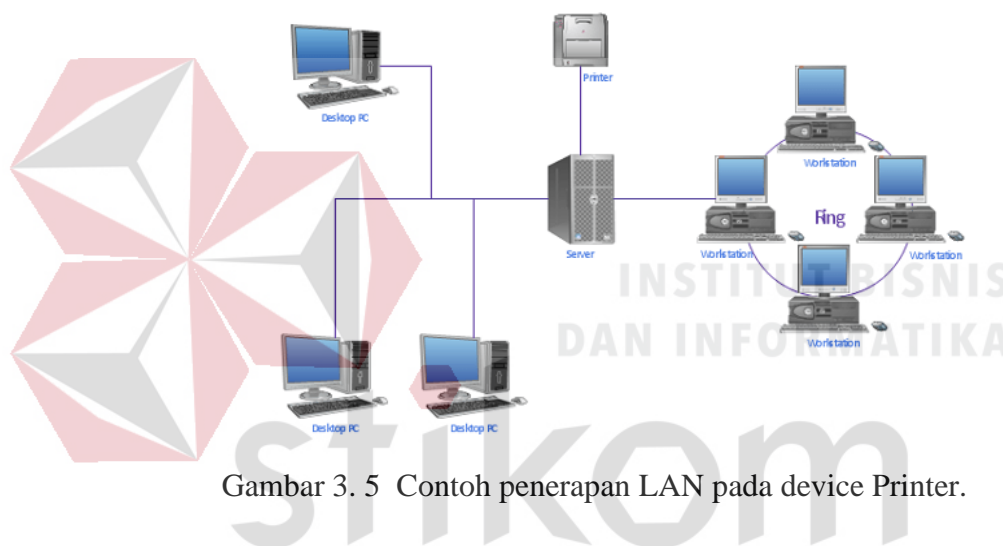 Printer
Desktop PC
Workstation
Ring
Server
Workstation
Workstation
INSTITUT BISNIS
DAN INFORMATIKA
Workstation
Desktop PC
Desktop PC
stikom
Gambar 3. 5 Contoh penerapan LAN pada device Printer.